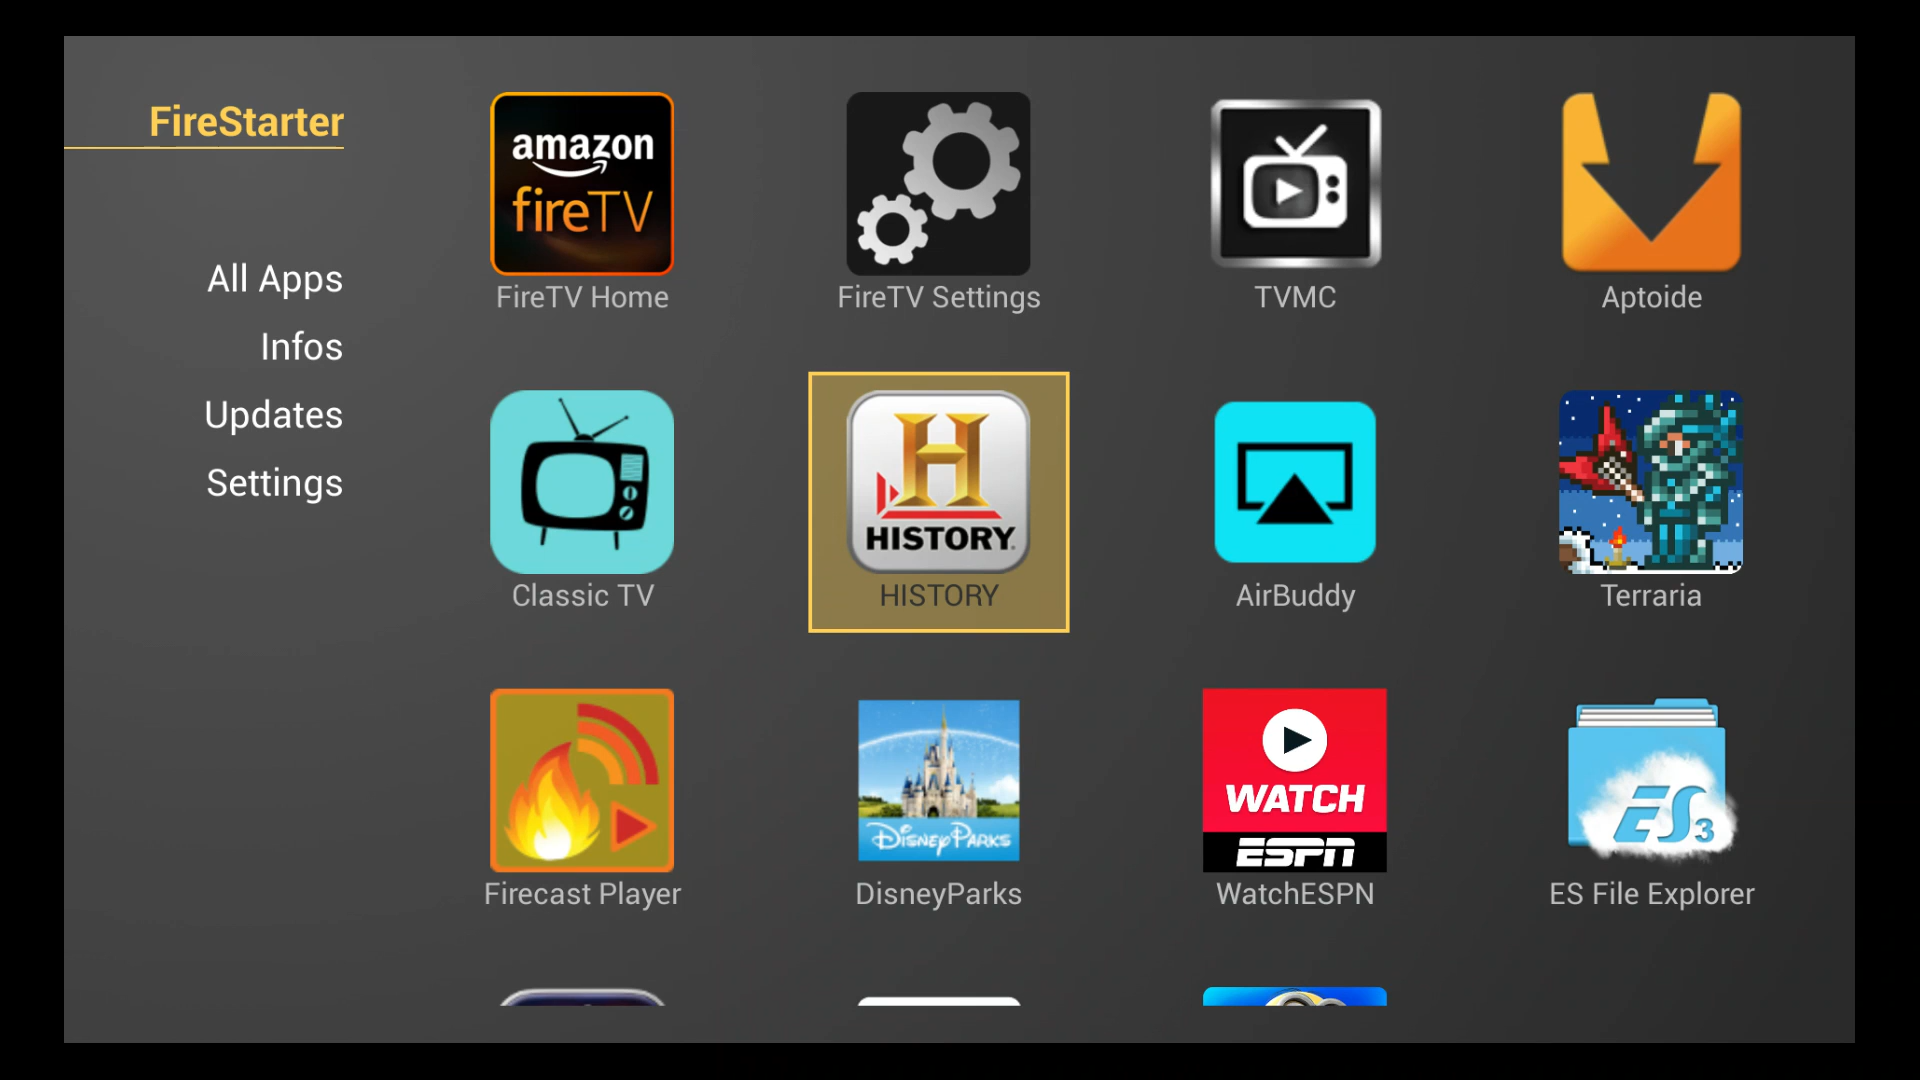 FireStarter
All Apps
Infos
Updates
Settings
amazon
fireTV
FireTV Home
FireTV Settings
TVMC
Aptoide
Classic TV
H
HISTORY
HISTORY
AirBuddy
Terraria
Firecast Player
Disney Parks
DisneyParks
WATCH
ESPN
WatchESPN
ES3
ES File Explorer